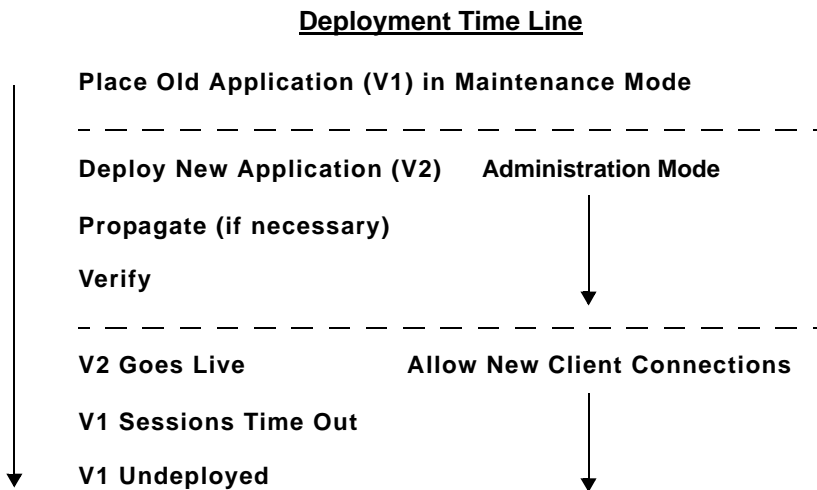 Deployment Time Line
Place Old Application (V1) in Maintenance Mode
Deploy New Application (V2) Administration Mode
Propagate (if necessary)
Verify
V2 Goes Live Allow New Client Connections
V1 Sessions Time Out
V1 Undeployed